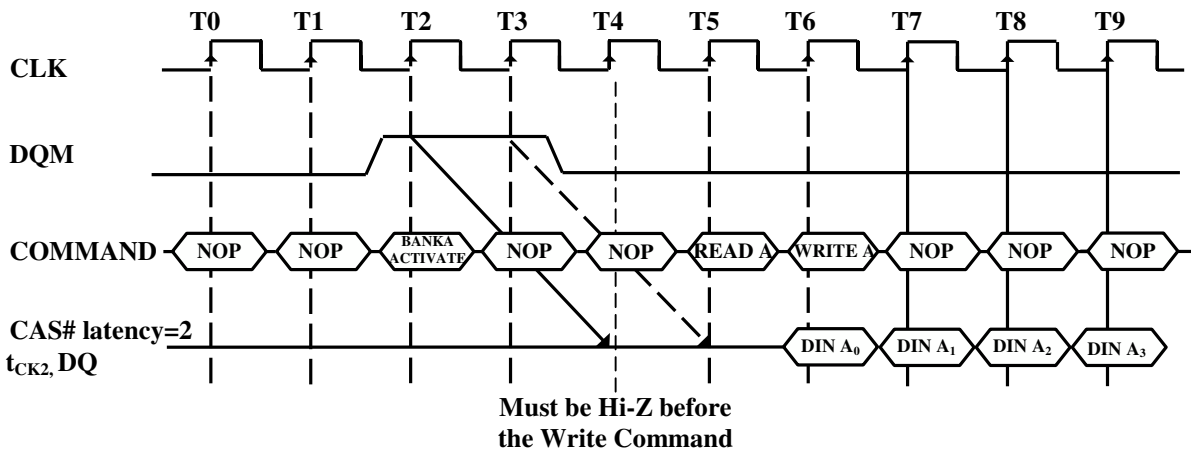 T0 T1 T2 T3 T4 T5 T6 T7 T8 T9
CLK
DQM
COMMAND NOP NOP BANKA ACTIVATE NOP NOP READ A WRITE A NOP NOP NOP
CAS# latency=2
tCK2, DQ DIN A0 DIN A1 DIN A2 DIN A3
Must be Hi-Z before
the Write Command